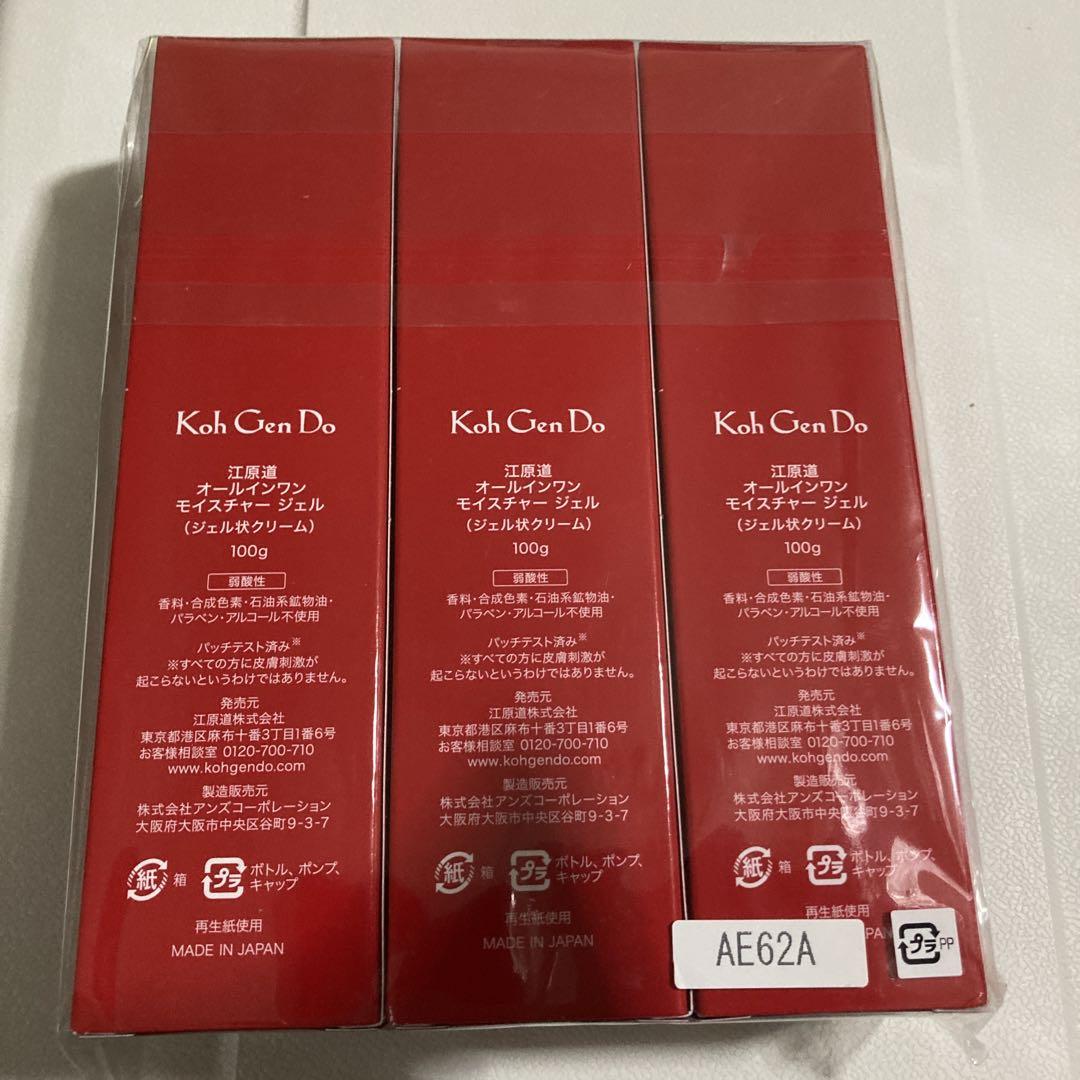 Koh Gen Do
江原道
オールインワン
モイスチャー ジェル
(ジェル状クリーム)
100g
弱酸性
香料・合成色素・石油系鉱物油・
パラベン・アルコール不使用
パッチテスト済み※
※すべての方に皮膚刺激が
起こらないというわけではありません。
発売元
江原道株式会社
東京都港区麻布十番3丁目1番6号
お客様相談室 0120-700-710
www.kohgendo.com
製造販売元
株式会社アンズコーポレーション
大阪府大阪市中央区谷町9-3-7
紙 箱 プラ ボトル、ポンプ、
キャップ
再生紙使用
MADE IN JAPAN
Koh Gen Do
江原道
オールインワン
モイスチャー ジェル
(ジェル状クリーム)
100g
弱酸性
香料・合成色素・石油系鉱物油・
パラベン・アルコール不使用
パッチテスト済み※
※すべての方に皮膚刺激が
起こらないというわけではありません。
発売元
江原道株式会社
東京都港区麻布十番3丁目1番6号
お客様相談室 0120-700-710
www.kohgendo.com
製造販売元
株式会社アンズコーポレーション
大阪府大阪市中央区谷町9-3-7
紙 箱 プラ ボトル、ポンプ、
キャップ
再生紙使用
MADE IN JAPAN
Koh Gen Do
江原道
オールインワン
モイスチャー ジェル
(ジェル状クリーム)
100g
弱酸性
香料・合成色素・石油系鉱物油・
パラベン・アルコール不使用
パッチテスト済み※
※すべての方に皮膚刺激が
起こらないというわけではありません。
発売元
江原道株式会社
東京都港区麻布十番3丁目1番6号
お客様相談室 0120-700-710
www.kohgendo.com
製造販売元
株式会社アンズコーポレーション
大阪府大阪市中央区谷町9-3-7
紙 箱 プラ ボトル、ポンプ、
キャップ
AE62A
プラ PP